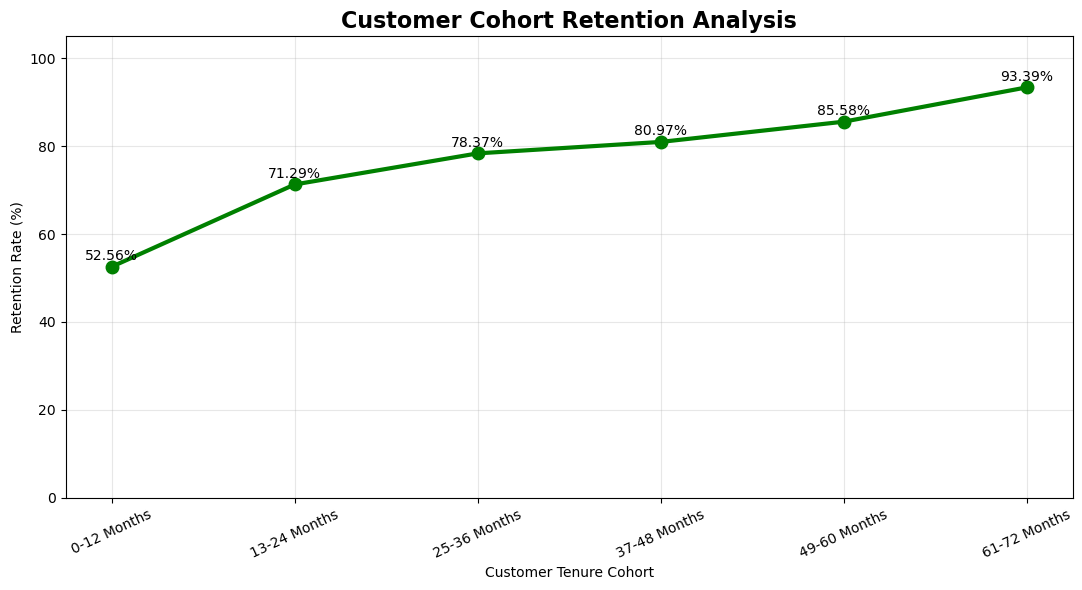 Customer Cohort Retention Analysis
100
80
60
40
20
0
Retention Rate (%)
52.56%
71.29%
78.37%
80.97%
85.58%
93.39%
0-12 Months
13-24 Months
25-36 Months
37-48 Months
49-60 Months
61-72 Months
Customer Tenure Cohort